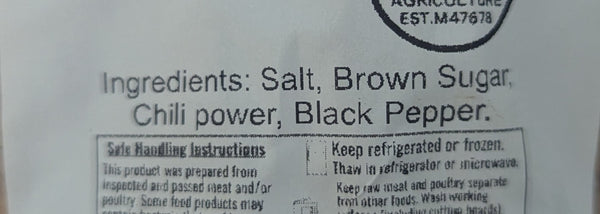 AGRICULTURE
EST.M47678
Ingredients: Salt, Brown Sugar,
Chili power, Black Pepper.
Safe Handling Instructions
This product was prepared from
inspected and passed meat and/or
poultry. Some food products may
Keep refrigerated or frozen.
Thaw in refrigerator or microwave.
Keep raw meat and poultry separate
from other foods. Wash working